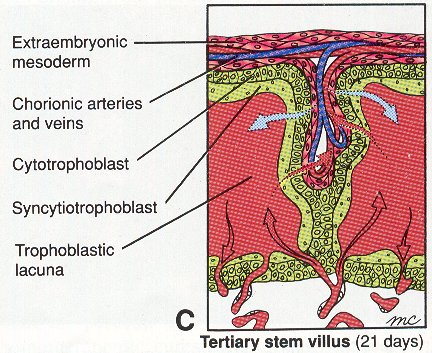 Extraembryonic
mesoderm
Chorionic arteries
and veins
Cytotrophoblast
Syncytiotrophoblast
Trophoblastic
lacuna
C
mc
Tertiary stem villus (21 days)